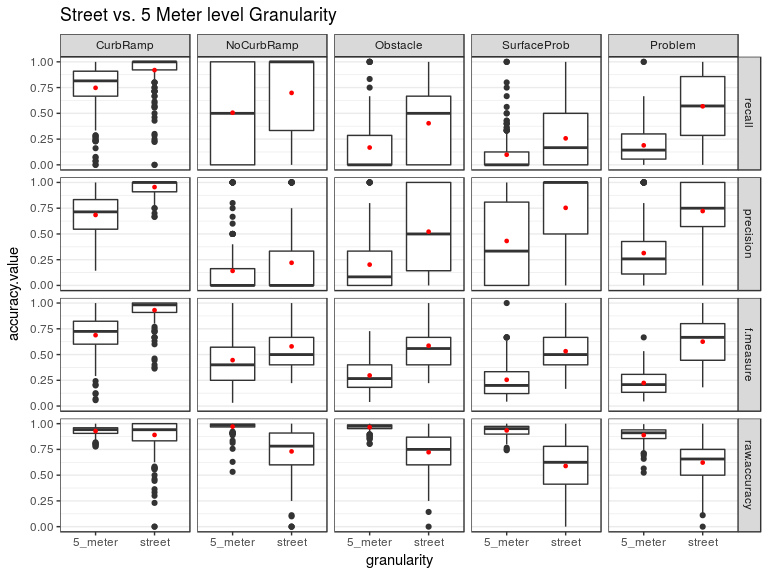 Street vs. 5 Meter level Granularity
CurbRamp NoCurbRamp Obstacle SurfaceProb Problem
1.00
0.75
0.50
0.25
0.00
recall
1.00
0.75
0.50
0.25
0.00
precision
accuracy.value
1.00
0.75
0.50
0.25
0.00
f.measure
1.00
0.75
0.50
0.25
0.00
raw.accuracy
5_meter street 5_meter street 5_meter street 5_meter street 5_meter street
granularity